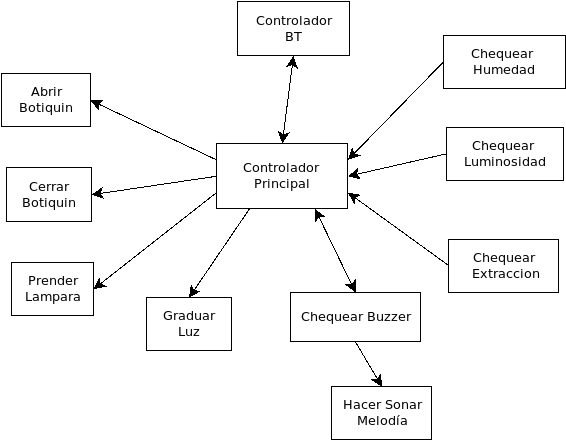 Controlador
BT
Chequear
Humedad
Abrir
Botiquin
Chequear
Luminosidad
Controlador
Principal
Cerrar
Botiquin
Chequear
Extraccion
Prender
Lampara
Graduar
Luz
Chequear Buzzer
Hacer Sonar
Melodía